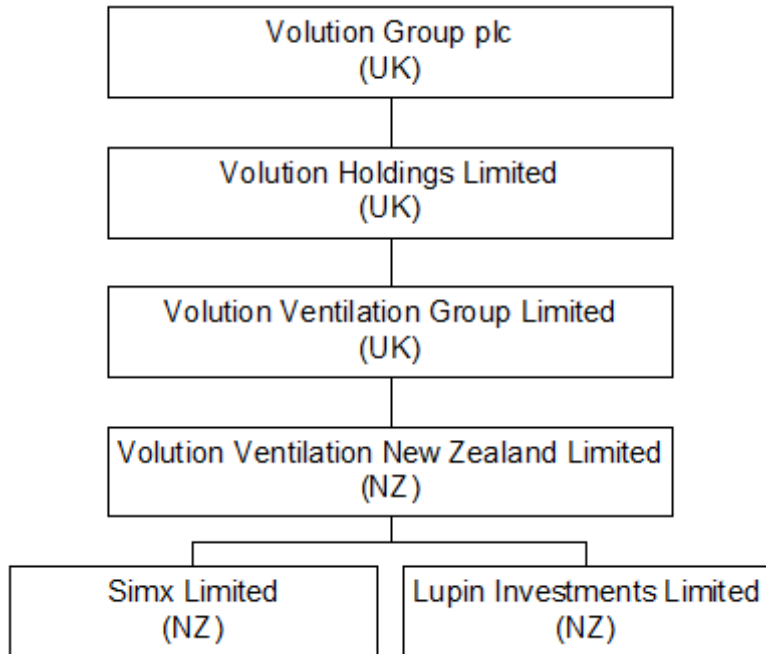 Volution Group plc
(UK)
Volution Holdings Limited
(UK)
Volution Ventilation Group Limited
(UK)
Volution Ventilation New Zealand Limited
(NZ)
Simx Limited
(NZ)
Lupin Investments Limited
(NZ)